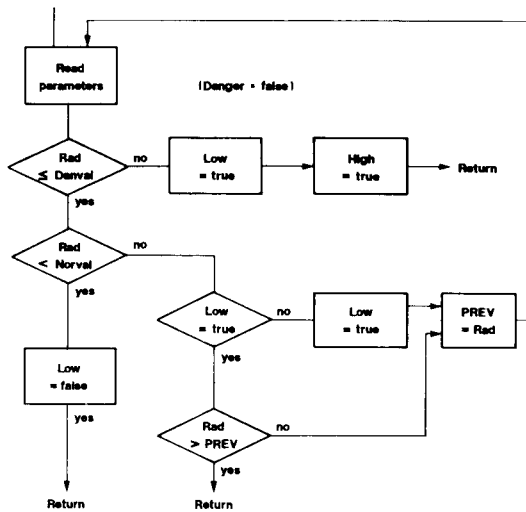 Read
parameters
(Danger = false)
Rad
≤ Danval
no
Low
= true
High
= true
Return
yes
Rad
< Norval
no
yes
Low
= true
no
Low
= true
PREV
= Rad
yes
Low
= false
yes
Rad
> PREV
no
yes
Return
Return